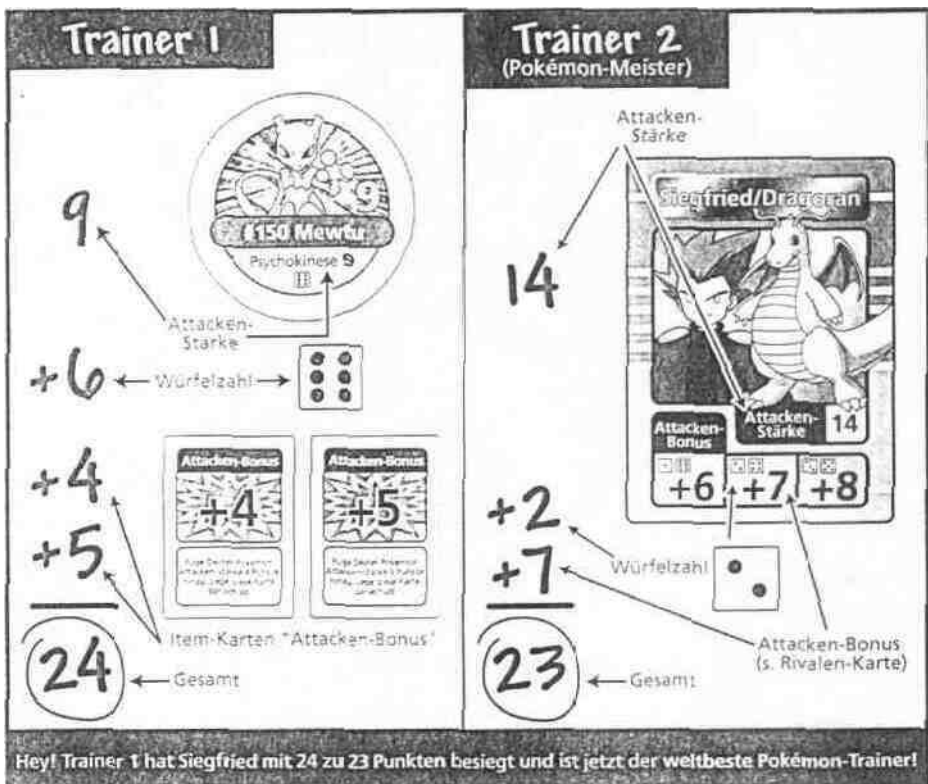 Trainer 1
9
#150 Mewtu
Psychokinese 9
9
Attacken-
Stärke
+6
Würfelzahl
+4
+5
Attacken-Bonus
+4
Attacken-Bonus
+5
Item-Karten "Attacken-Bonus"
24
Gesamt
Trainer 2
(Pokémon-Meister)
Attacken-
Stärke
Siegfried/Dragoran
14
Attacken-
Stärke
14
Attacken-
Bonus
+6
+7
+8
+2
+7
Würfelzahl
Attacken-Bonus
(s. Rivalen-Karte)
23
Gesamt
Hey! Trainer 1 hat Siegfried mit 24 zu 23 Punkten besiegt und ist jetzt der weltbeste Pokémon-Trainer!